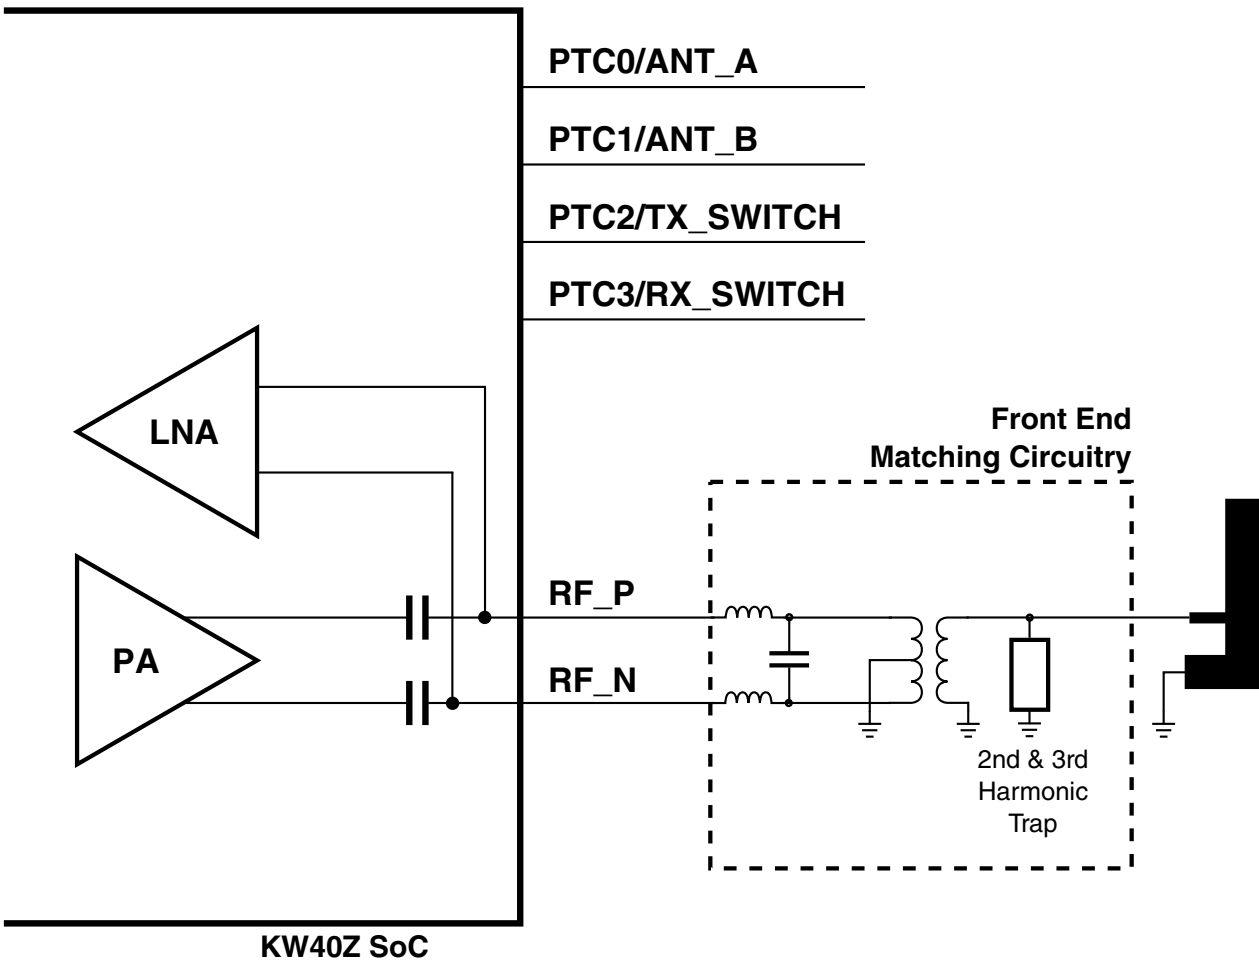 PTC0/ANT_A
PTC1/ANT_B
PTC2/TX_SWITCH
PTC3/RX_SWITCH
LNA
Front End
Matching Circuitry
RF_P
PA
RF_N
2nd & 3rd
Harmonic
Trap
KW40Z SoC